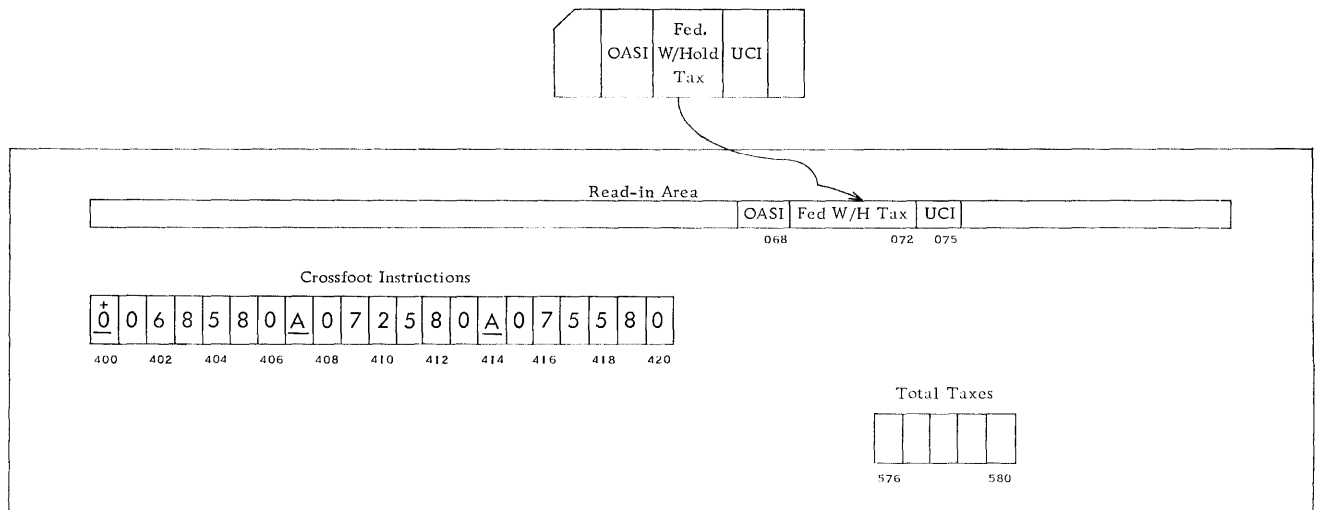 Fed.
OASI W/Hold UCI
Tax
Read-in Area
OASI Fed W/H Tax UCI
068 072 075
Crossfoot Instructions
+
0 0 6 8 5 8 0 A 0 7 2 5 8 0 A 0 7 5 5 8 0
400 402 404 406 408 410 412 414 416 418 420
Total Taxes
576 580